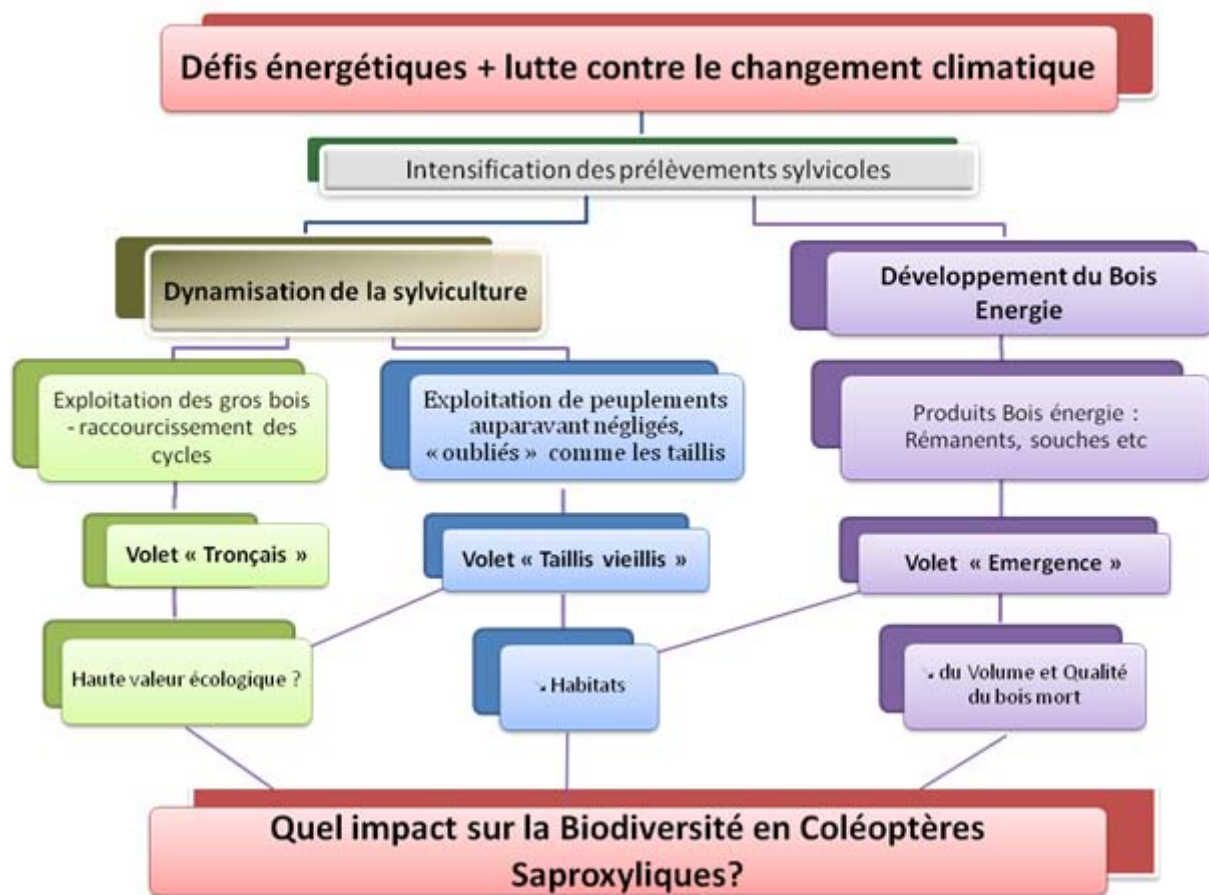 Défis énergétiques + lutte contre le changement climatique
Intensification des prélèvements sylvicoles
Dynamisation de la sylviculture
Développement du Bois
Energie
Exploitation des gros bois
- raccourcissement des
cycles
Exploitation de peuplements
auparavant négligés,
« oubliés » comme les taillis
Produits Bois énergie :
Rémanents, souches etc
Volet « Tronçais »
Volet « Taillis vieillis »
Volet « Emergence »
Haute valeur écologique ?
↘ Habitats
↘ du Volume et Qualité
du bois mort
Quel impact sur la Biodiversité en Coléoptères
Saproxyliques?